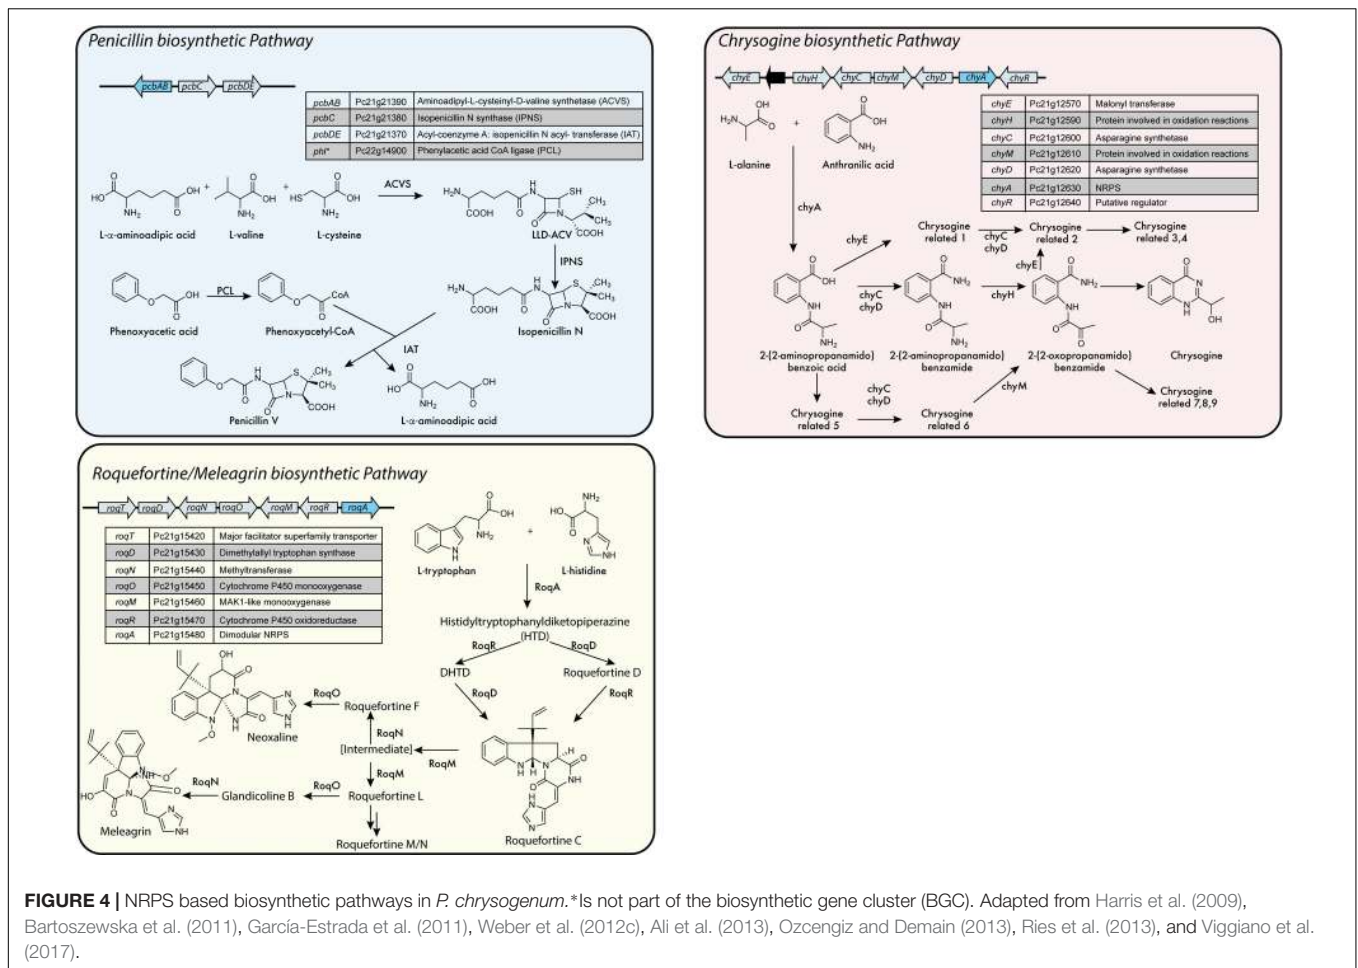 Penicillin biosynthetic Pathway
pcbAB pcbC pcbDE
pcbAB Pc21g21390 Aminoadipyl-L-cysteinyl-D-valine synthetase (ACVS)
pcbC Pc21g21380 Isopenicillin N synthase (IPNS)
pcbDE Pc21g21370 Acyl-coenzyme A: isopenicillin N acyl- transferase (IAT)
phl* Pc22g14900 Phenylacetic acid CoA ligase (PCL)
ACVS
L-α-aminoadipic acid
L-valine
L-cysteine
LLD-ACV
IPNS
PCL
Phenoxyacetic acid
Phenoxyacetyl-CoA
Isopenicillin N
IAT
Penicillin V
L-α-aminoadipic acid
Chrysogine biosynthetic Pathway
chyE chyH chyC chyM chyD chyA chyR
chyE Pc21g12570 Malonyl transferase
chyH Pc21g12590 Protein involved in oxidation reactions
chyC Pc21g12600 Asparagine synthetase
chyM Pc21g12610 Protein involved in oxidation reactions
chyD Pc21g12620 Asparagine synthetase
chyA Pc21g12630 NRPS
chyR Pc21g12640 Putative regulator
L-alanine
+
Anthranilic acid
chyA
chyE
Chrysogine
related 1
chyC
chyD
Chrysogine
related 2
Chrysogine
related 3,4
chyE
chyC
chyD
chyH
2-(2-aminopropanamido)
benzoic acid
2-(2-aminopropanamido)
benzamide
2-(2-oxopropanamido)
benzamide
Chrysogine
chyM
chyC
chyD
Chrysogine
related 5
Chrysogine
related 6
Chrysogine
related 7,8,9
Roquefortine/Meleagrin biosynthetic Pathway
roqT roqD roqN roqO roqM roqR roqA
roqT Pc21g15420 Major facilitator superfamily transporter
roqD Pc21g15430 Dimethylallyl tryptophan synthase
roqN Pc21g15440 Methyltransferase
roqO Pc21g15450 Cytochrome P450 monooxygenase
roqM Pc21g15460 MAK1-like monooxygenase
roqR Pc21g15470 Cytochrome P450 oxidoreductase
roqA Pc21g15480 Dimodular NRPS
L-tryptophan
+
L-histidine
RoqA
Histidyltryptophanyldiketopiperazine
(HTD)
RoqR
RoqD
DHTD
Roquefortine D
RoqD
RoqR
RoqO
Roquefortine F
Neoxaline
RoqN
[Intermediate]
RoqM
RoqM
RoqN
Glandicoline B
RoqO
Roquefortine L
Meleagrin
Roquefortine M/N
Roquefortine C
FIGURE 4 | NRPS based biosynthetic pathways in P. chrysogenum.*Is not part of the biosynthetic gene cluster (BGC). Adapted from Harris et al. (2009),
Bartoszewska et al. (2011), García-Estrada et al. (2011), Weber et al. (2012c), Ali et al. (2013), Ozcengiz and Demain (2013), Ries et al. (2013), and Viggiano et al.
(2017).